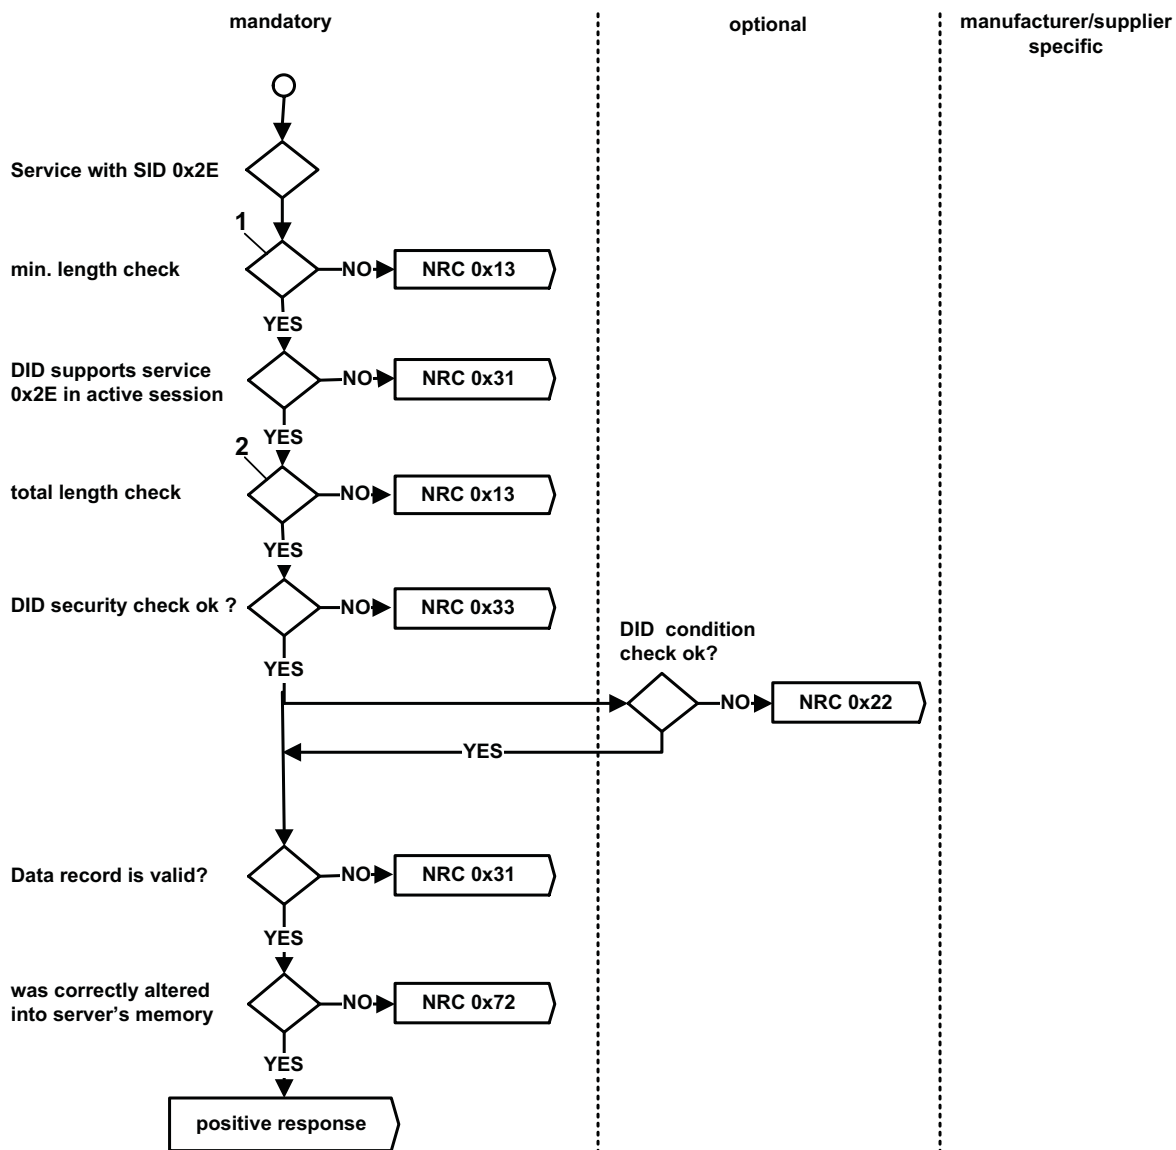 mandatory
optional
manufacturer/supplier
specific
Service with SID 0x2E
1
min. length check
NO
NRC 0x13
YES
DID supports service
0x2E in active session
NO
NRC 0x31
YES
2
total length check
NO
NRC 0x13
YES
DID security check ok ?
NO
NRC 0x33
DID condition
check ok?
YES
NO
NRC 0x22
YES
Data record is valid?
NO
NRC 0x31
YES
was correctly altered
into server's memory
NO
NRC 0x72
YES
positive response